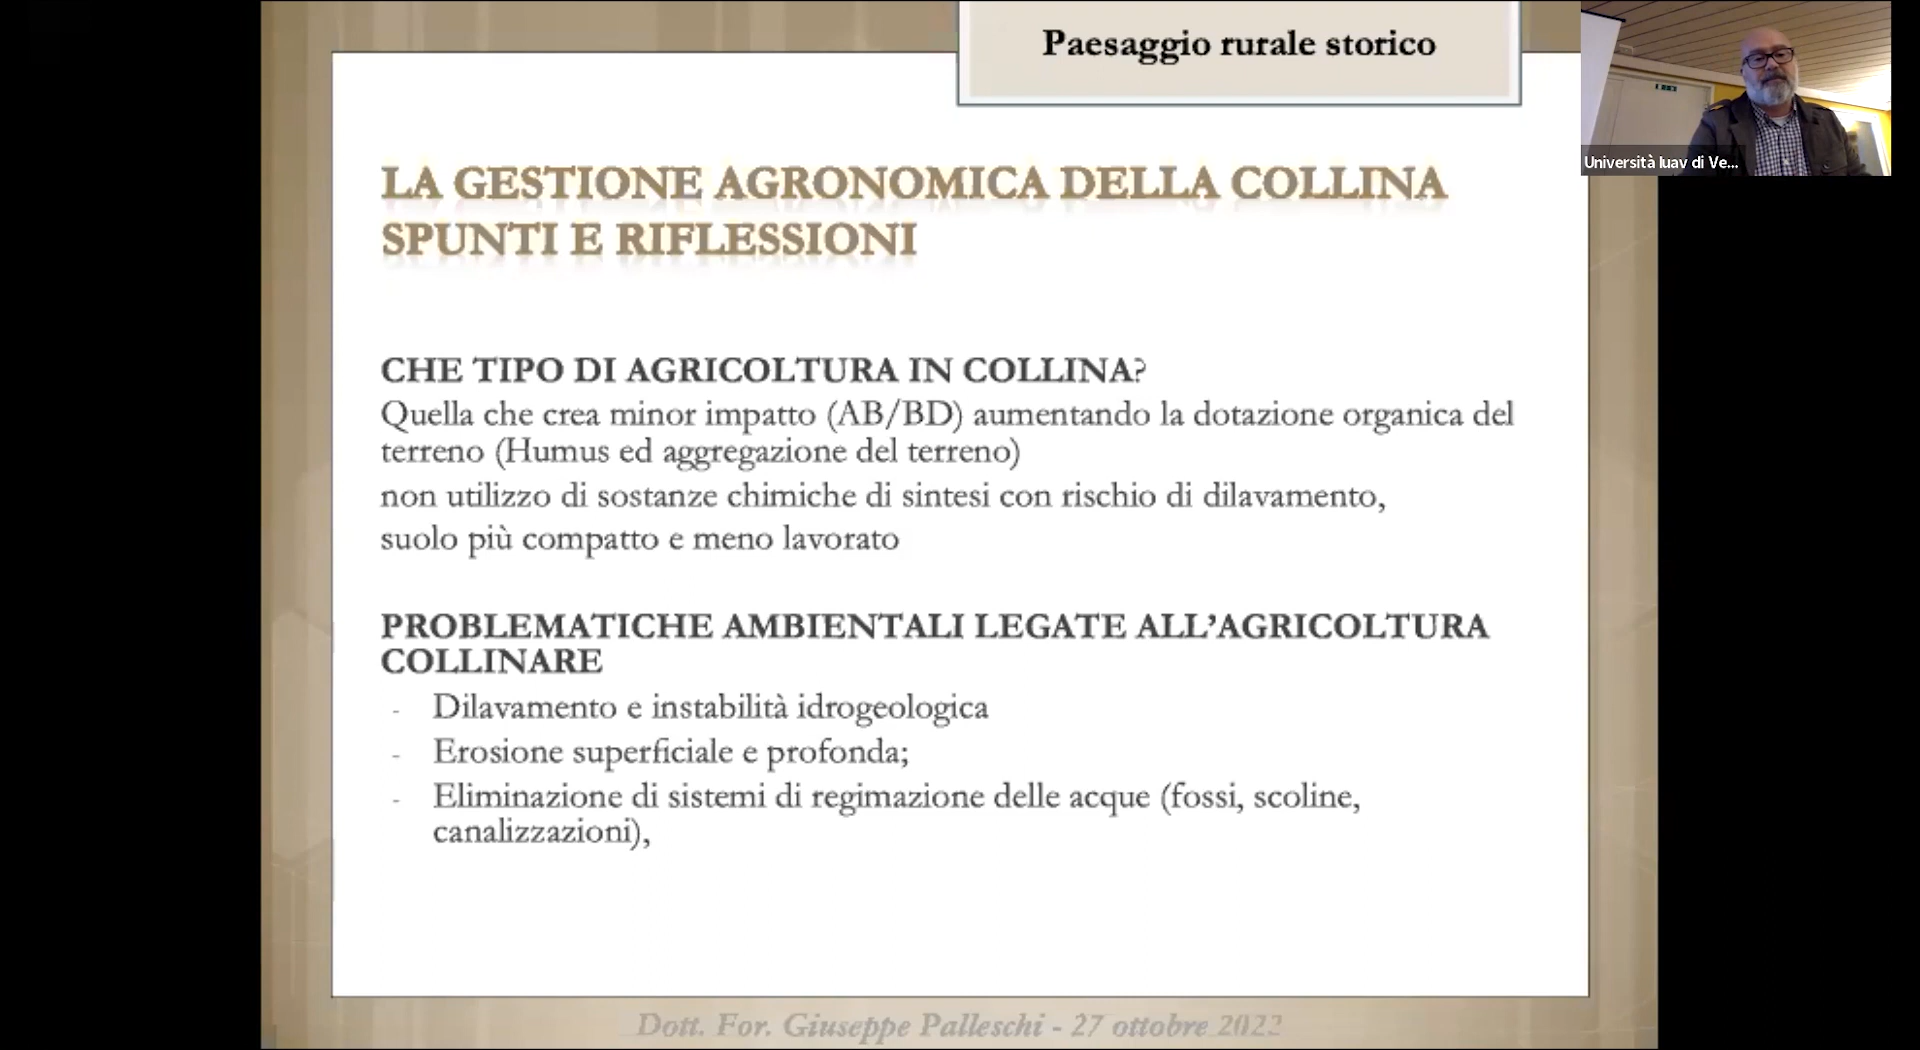 Paesaggio rurale storico
Università Iuav di Ve...
LA GESTIONE AGRONOMICA DELLA COLLINA
SPUNTI E RIFLESSIONI
CHE TIPO DI AGRICOLTURA IN COLLINA?
Quella che crea minor impatto (AB/BD) aumentando la dotazione organica del
terreno (Humus ed aggregazione del terreno)
non utilizzo di sostanze chimiche di sintesi con rischio di dilavamento,
suolo più compatto e meno lavorato
PROBLEMATICHE AMBIENTALI LEGATE ALL’AGRICOLTURA
COLLINARE
- Dilavamento e instabilità idrogeologica
- Erosione superficiale e profonda;
- Eliminazione di sistemi di regimazione delle acque (fossi, scoline,
canalizzazioni),
Dott. For. Giuseppe Palleschi - 27 ottobre 2022